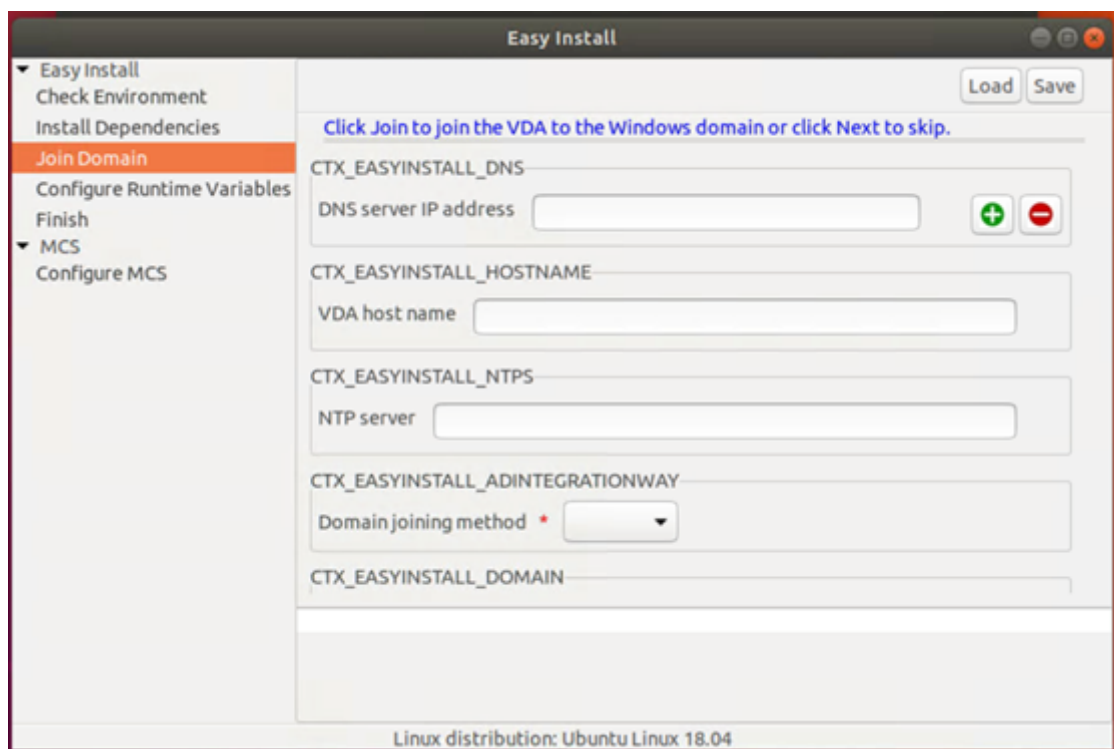 Easy Install
Easy Install
Check Environment
Install Dependencies
Join Domain
Configure Runtime Variables
Finish
MCS
Configure MCS
Load Save
Click Join to join the VDA to the Windows domain or click Next to skip.
CTX_EASYINSTALL_DNS
DNS server IP address
CTX_EASYINSTALL_HOSTNAME
VDA host name
CTX_EASYINSTALL_NTPS
NTP server
CTX_EASYINSTALL_ADINTEGRATIONWAY
Domain joining method *
CTX_EASYINSTALL_DOMAIN
Linux distribution: Ubuntu Linux 18.04